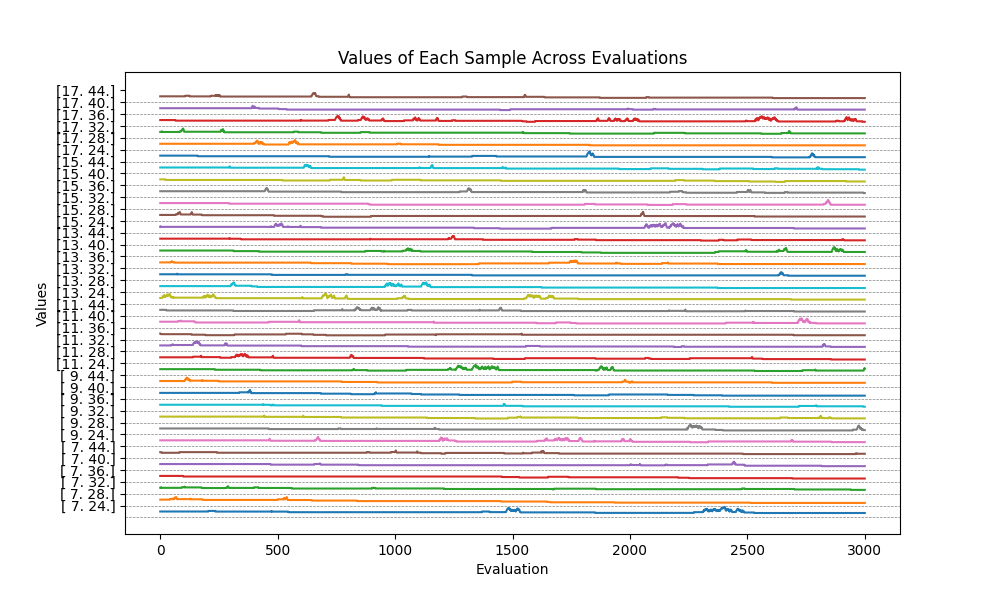 Values of Each Sample Across Evaluations
[17. 44.]
[17. 40.]
[17. 36.]
[17. 32.]
[17. 28.]
[17. 24.]
[15. 44.]
[15. 40.]
[15. 36.]
[15. 32.]
[15. 28.]
[15. 24.]
[13. 44.]
[13. 40.]
[13. 36.]
[13. 32.]
[13. 28.]
[13. 24.]
[11. 44.]
[11. 40.]
[11. 36.]
[11. 32.]
[11. 28.]
[11. 24.]
[ 9. 44.]
[ 9. 40.]
[ 9. 36.]
[ 9. 32.]
[ 9. 28.]
[ 9. 24.]
[ 7. 44.]
[ 7. 40.]
[ 7. 36.]
[ 7. 32.]
[ 7. 28.]
[ 7. 24.]
Values
0 500 1000 1500 2000 2500 3000
Evaluation